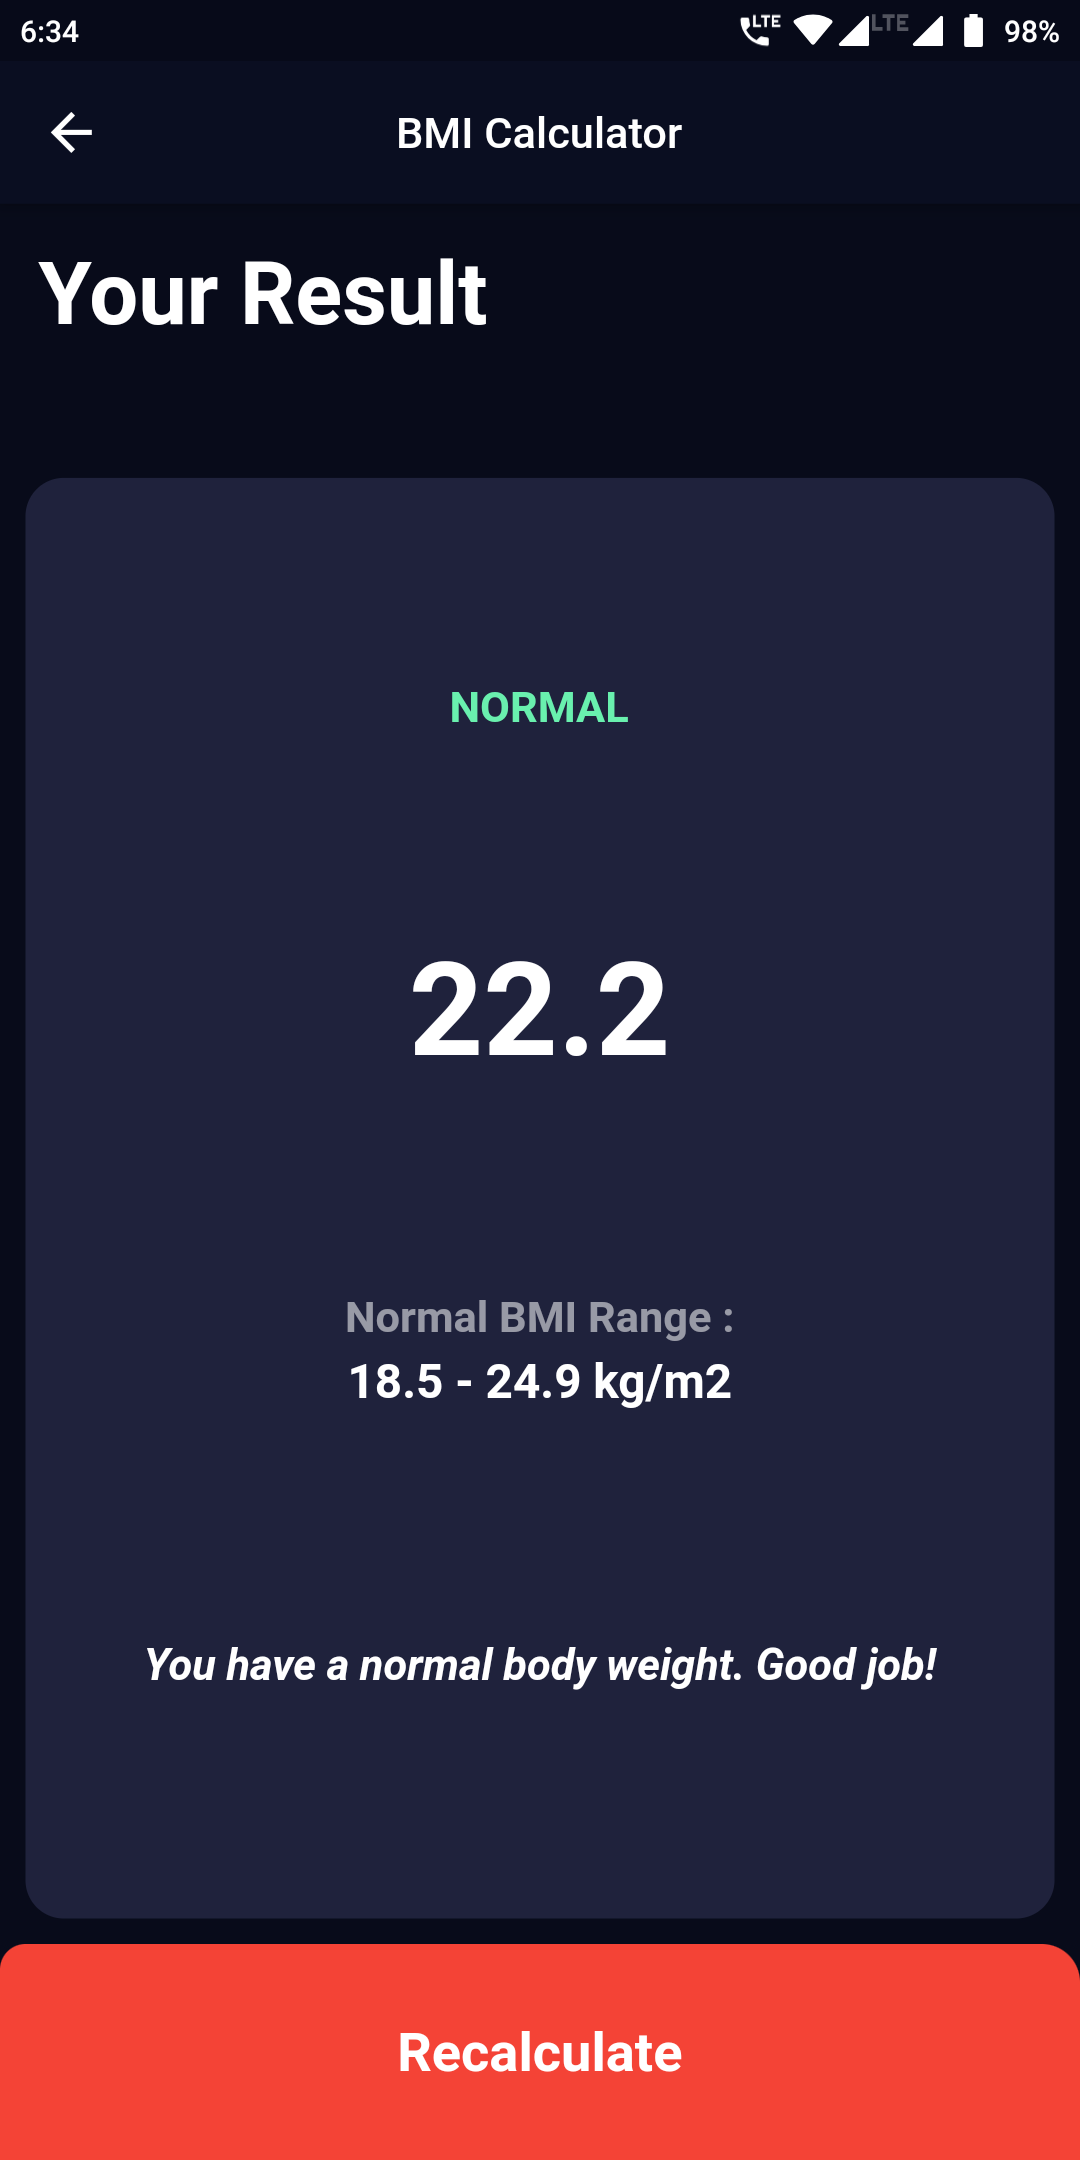 6:34
LTE LTE 98%
BMI Calculator
Your Result
NORMAL
22.2
Normal BMI Range :
18.5 - 24.9 kg/m2
You have a normal body weight. Good job!
Recalculate